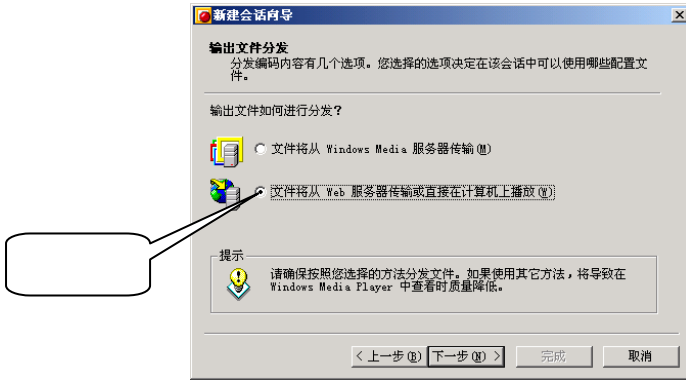 新建会话向导
输出文件分发
分发编码内容有几个选项。您选择的选项决定在该会话中可以使用哪些配置文
件。
输出文件如何进行分发?
文件将从 Windows Media 服务器传输(M)
文件将从 Web 服务器传输或直接在计算机上播放(W)
提示
请确保按照您选择的方法分发文件。如果使用其它方法，将导致在
Windows Media Player 中查看时质量降低。
< 上一步(B) 下一步(N) > 完成 取消